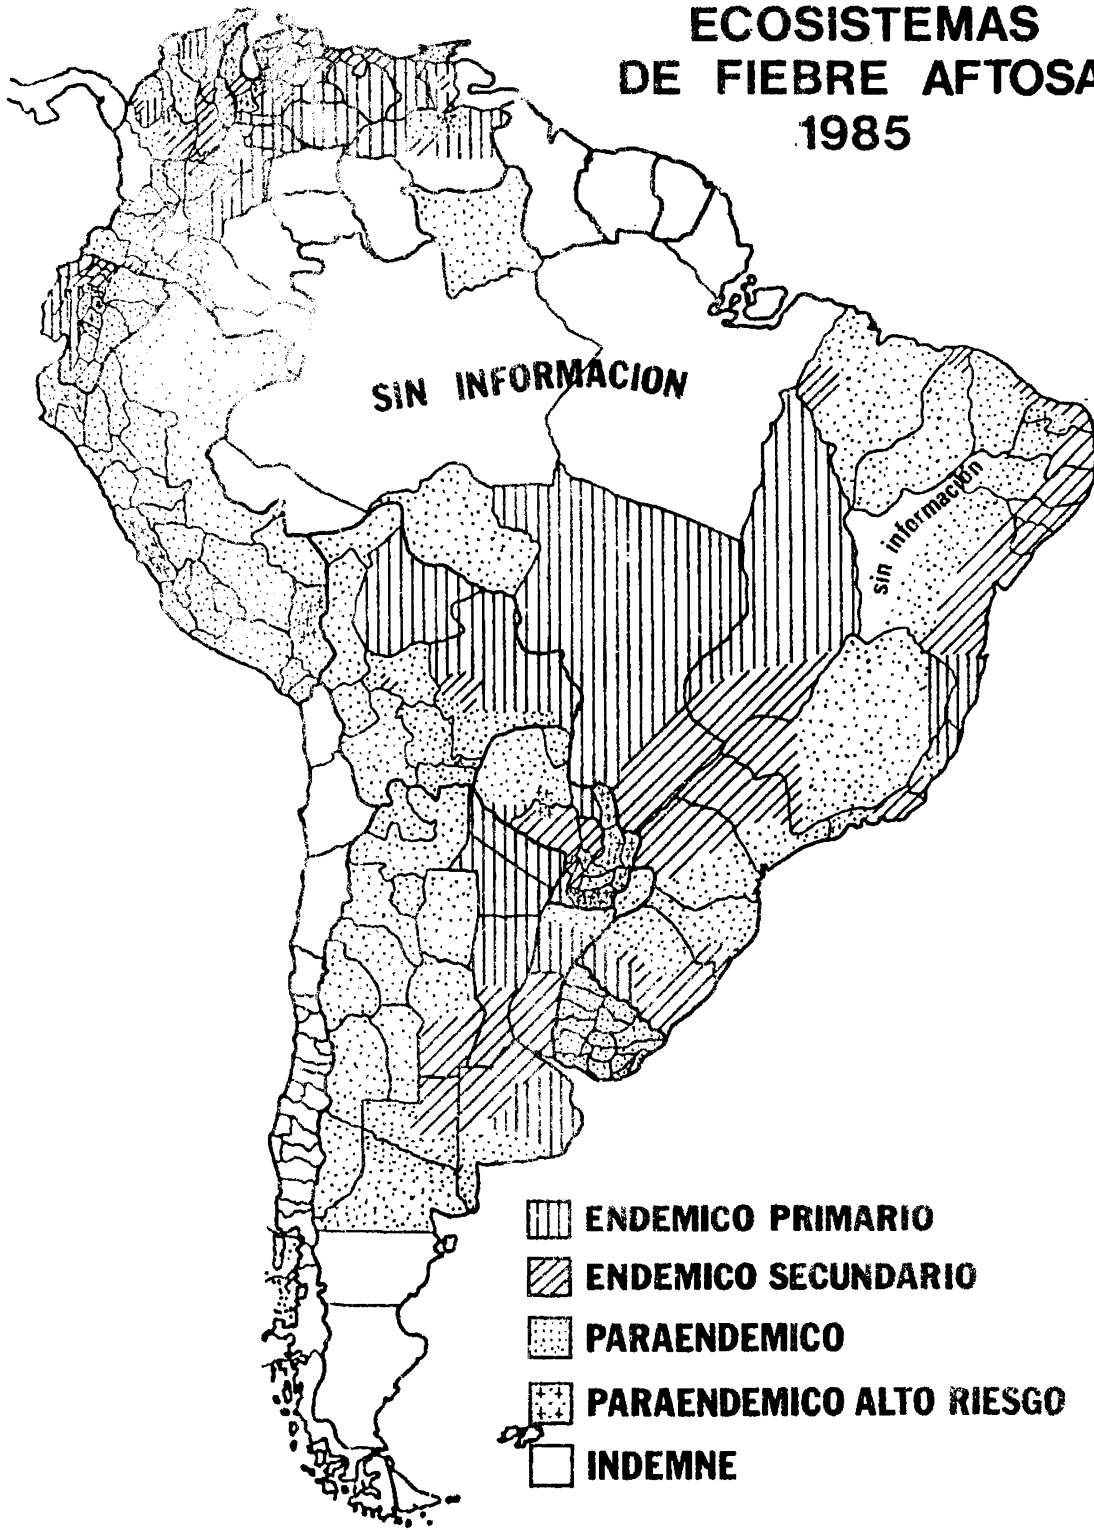 ECOSISTEMAS
DE FIEBRE AFTOSA
1985
SIN INFORMACION
sin información
ENDEMICO PRIMARIO
ENDEMICO SECUNDARIO
PARAENDEMICO
PARAENDEMICO ALTO RIESGO
INDEMNE